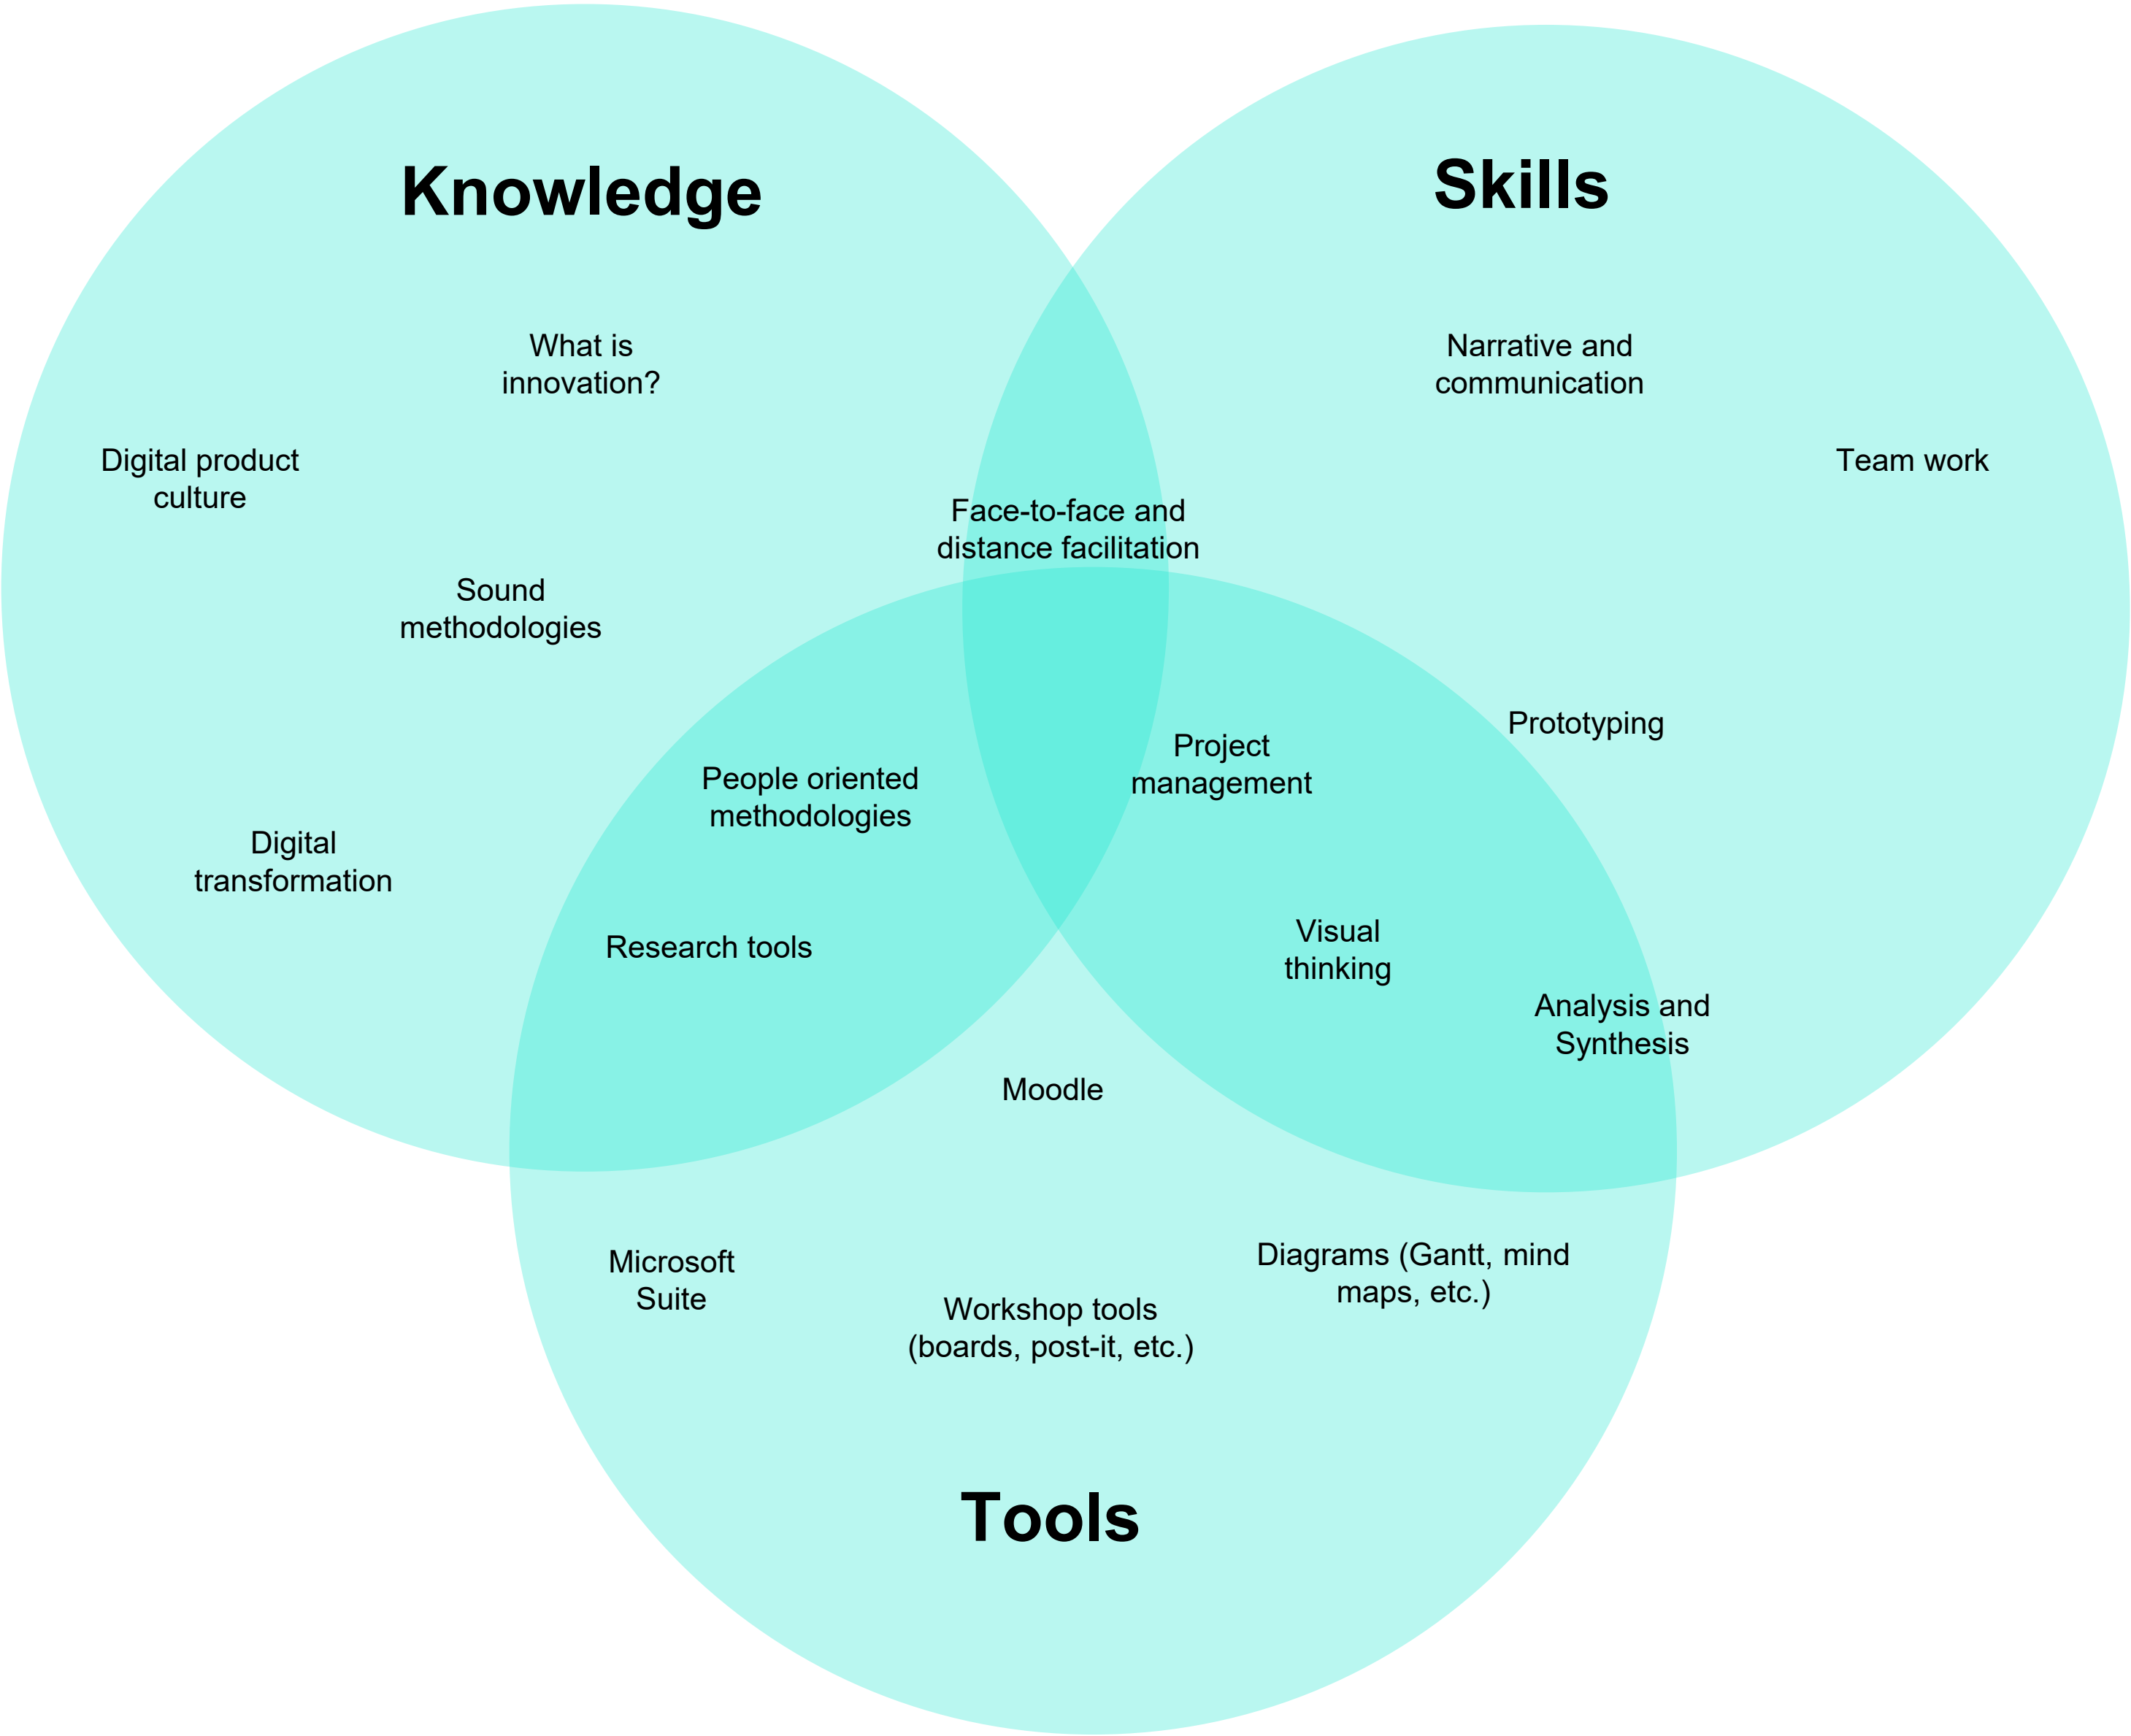 Knowledge
Skills
What is
innovation?
Narrative and
communication
Digital product
culture
Team work
Face-to-face and
distance facilitation
Sound
methodologies
Prototyping
Project
management
People oriented
methodologies
Digital
transformation
Research tools
Visual
thinking
Analysis and
Synthesis
Moodle
Microsoft
Suite
Diagrams (Gantt, mind
maps, etc.)
Workshop tools
(boards, post-it, etc.)
Tools